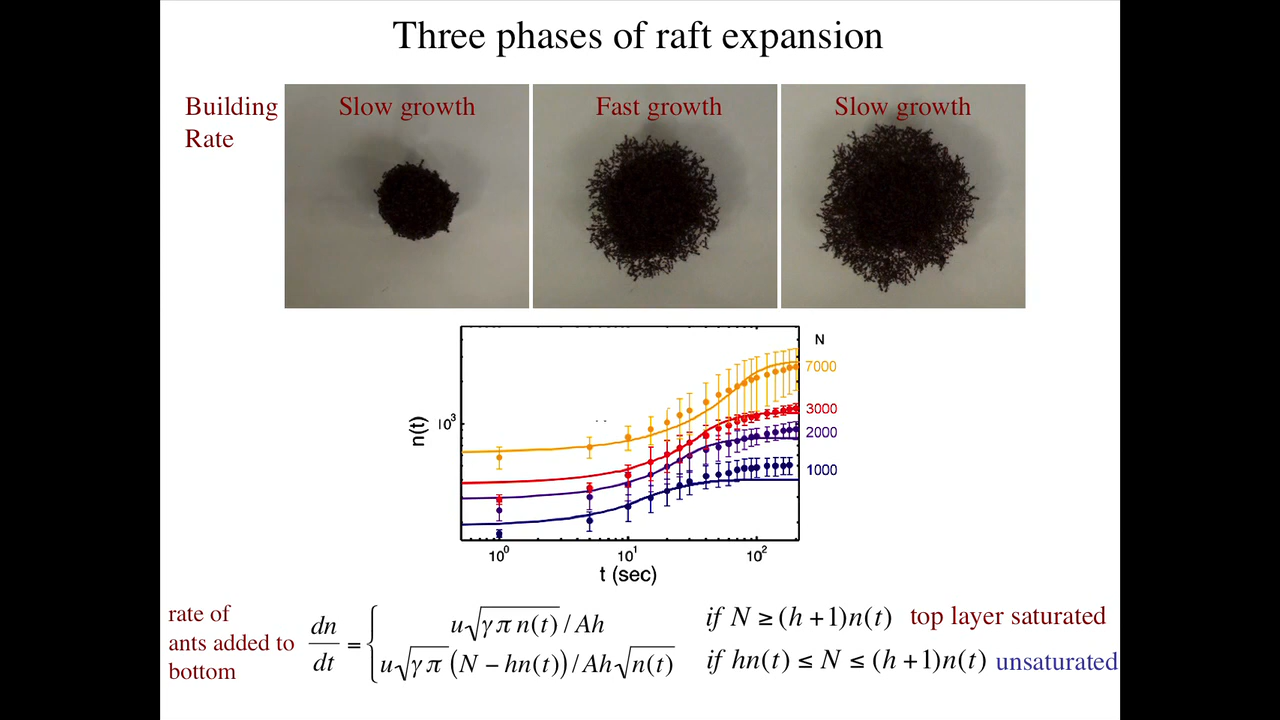 Three phases of raft expansion
Building
Rate
Slow growth
Fast growth
Slow growth
N
7000
3000
2000
1000
n(t)
10³
10⁰
10¹
10²
t (sec)
rate of
ants added to
bottom
dn/dt = {
u√(γπn(t)) / Ah
if N ≥ (h+1)n(t)
top layer saturated
u√(γπ)(N − hn(t)) / Ah√(n(t))
if hn(t) ≤ N ≤ (h+1)n(t)
unsaturated